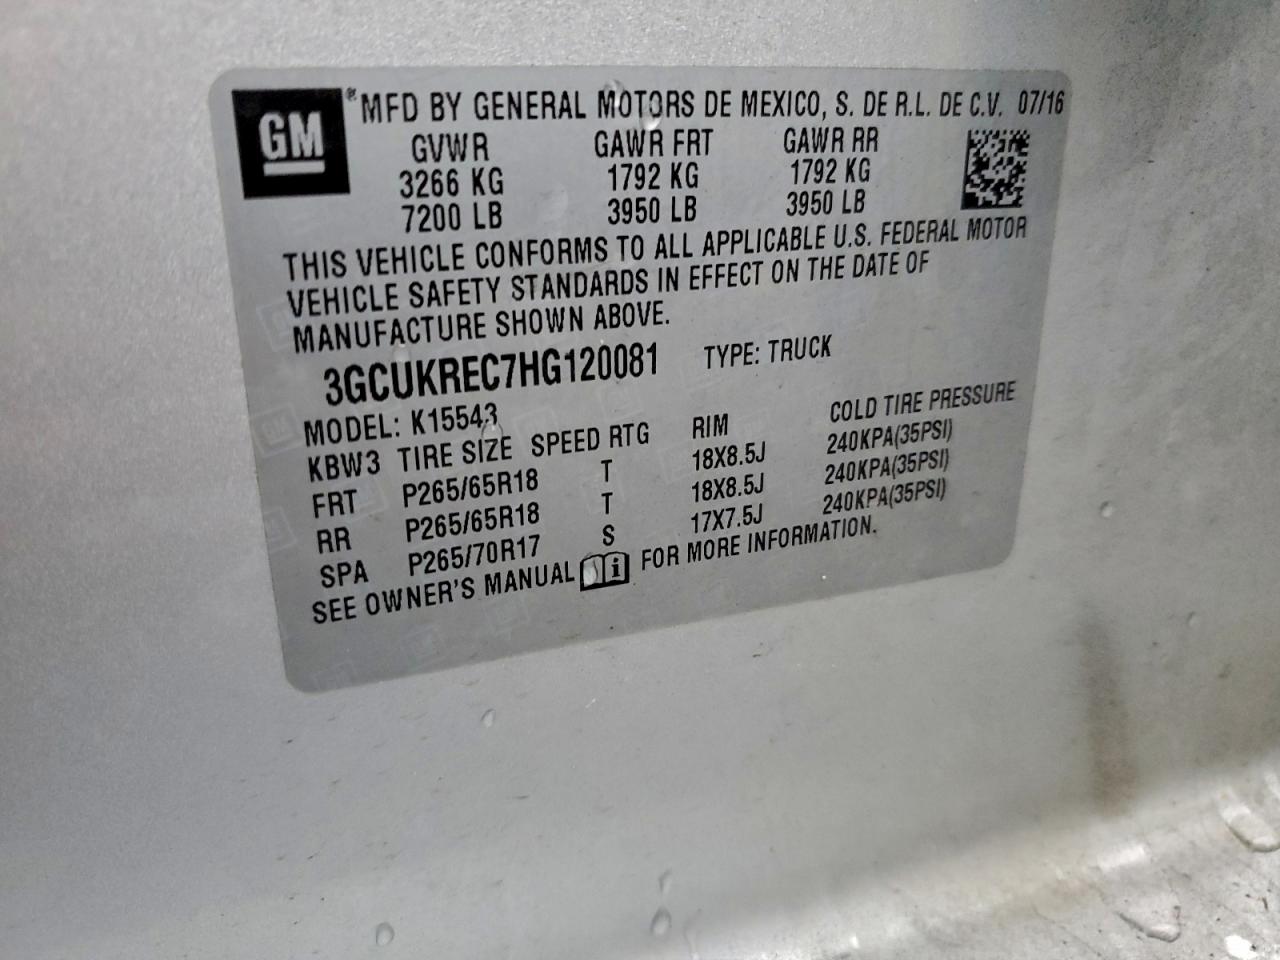 GM ® MFD BY GENERAL MOTORS DE MEXICO, S. DE R.L. DE C.V. 07/16
GVWR GAWR FRT GAWR RR
3266 KG 1792 KG 1792 KG
7200 LB 3950 LB 3950 LB
THIS VEHICLE CONFORMS TO ALL APPLICABLE U.S. FEDERAL MOTOR
VEHICLE SAFETY STANDARDS IN EFFECT ON THE DATE OF
MANUFACTURE SHOWN ABOVE.
3GCUKREC7HG120081 TYPE: TRUCK
MODEL: K15543
KBW3 TIRE SIZE SPEED RTG RIM COLD TIRE PRESSURE
FRT P265/65R18 T 18X8.5J 240KPA(35PSI)
RR P265/65R18 T 18X8.5J 240KPA(35PSI)
SPA P265/70R17 S 17X7.5J 240KPA(35PSI)
SEE OWNER'S MANUAL i FOR MORE INFORMATION.